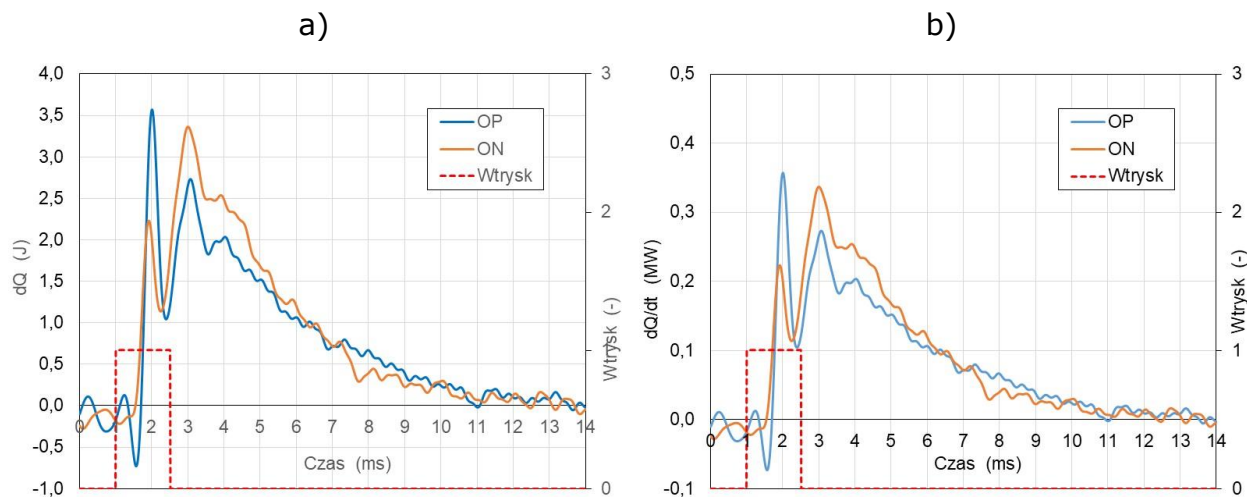 a)
4,0
3,5
3,0
2,5
2,0
1,5
1,0
0,5
0,0
-0,5
-1,0
dQ (J)
0 1 2 3 4 5 6 7 8 9 10 11 12 13 14
Czas (ms)
3
2
1
0
Wtrysk (-)
OP
ON
Wtrysk
b)
0,5
0,4
0,3
0,2
0,1
0,0
-0,1
dQ/dt (MW)
0 1 2 3 4 5 6 7 8 9 10 11 12 13 14
Czas (ms)
3
2
1
0
Wtrysk (-)
OP
ON
Wtrysk